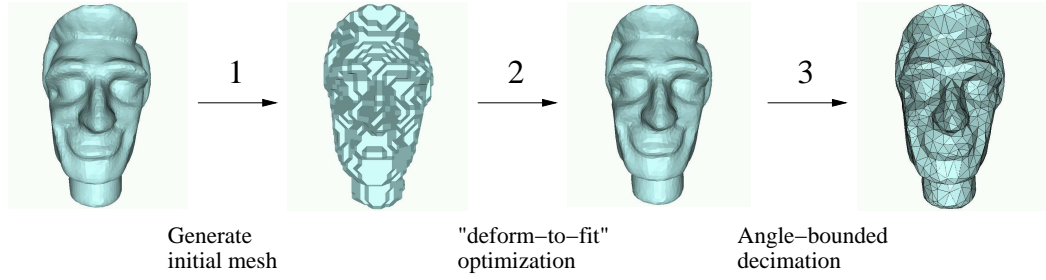 1
2
3
Generate
initial mesh
"deform−to−fit"
optimization
Angle−bounded
decimation